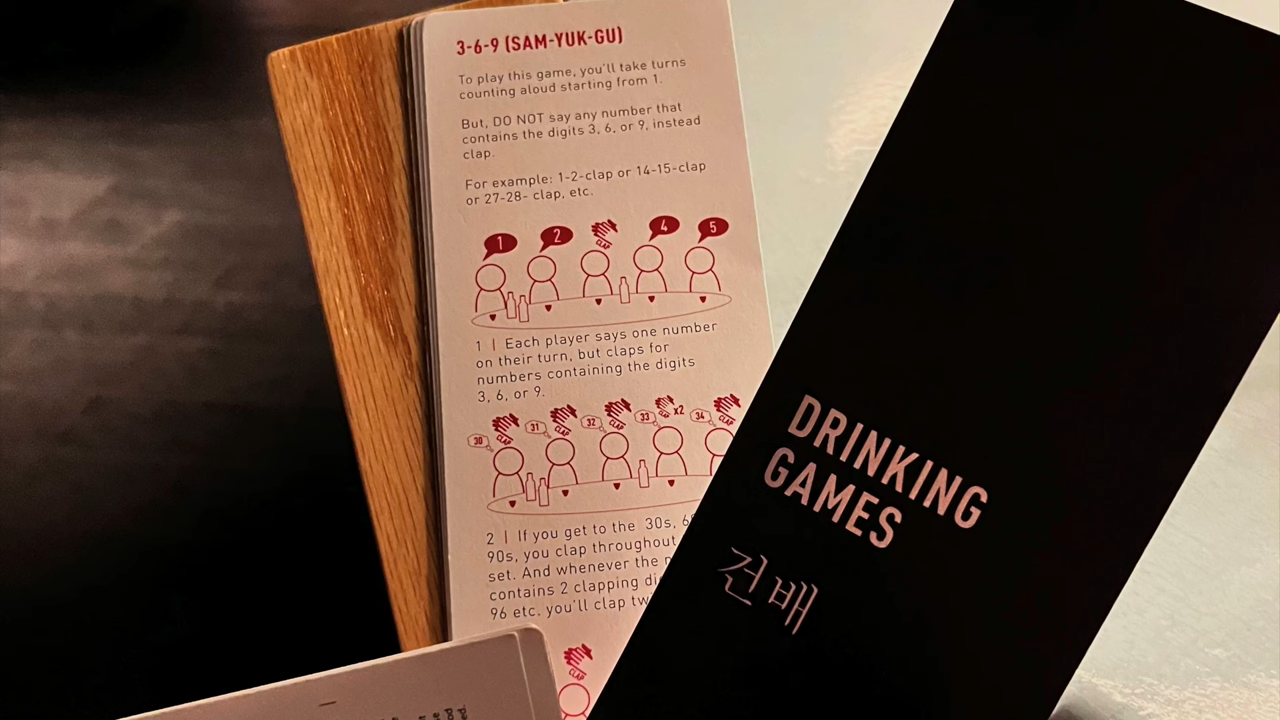 3-6-9 (SAM-YUK-GU)
To play this game, you'll take turns
counting aloud starting from 1.
But, DO NOT say any number that
contains the digits 3, 6, or 9, instead
clap.
For example: 1-2-clap or 14-15-clap
or 27-28- clap, etc.
1 2 CLAP 4 5
1 | Each player says one number
on their turn, but claps for
numbers containing the digits
3, 6, or 9.
30 CLAP 31 CLAP 32 CLAP 33 CLAP x2 34 CLAP
2 | If you get to the 30s,
90s, you clap throughout
set. And whenever the
contains 2 clapping
96 etc. you'll clap
CLAP
DRINKING
GAMES
건배